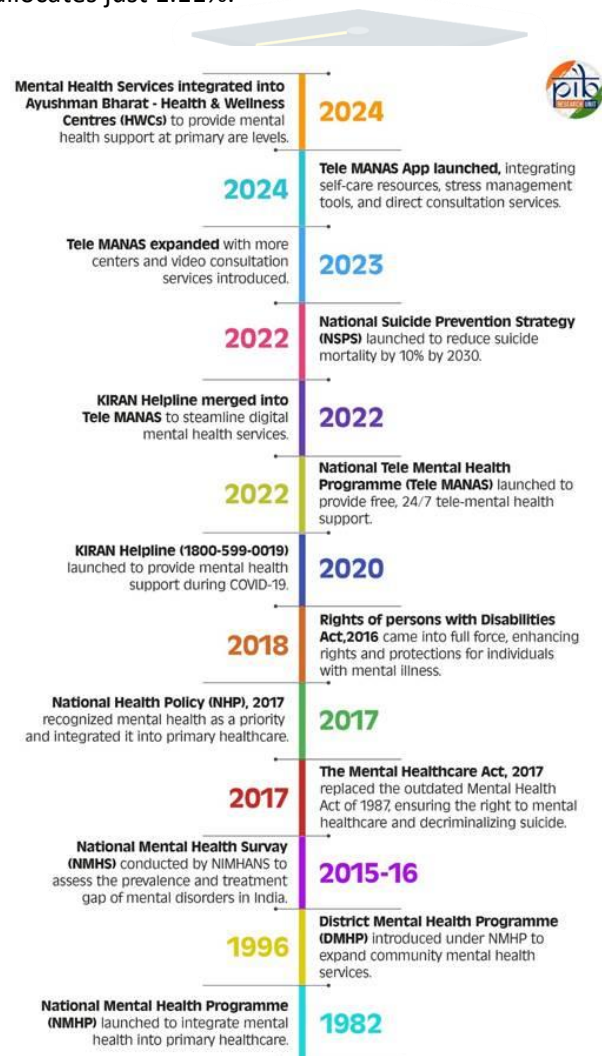 Mental Health Services integrated into
Ayushman Bharat - Health & Wellness
Centres (HWCs) to provide mental
health support at primary are levels.
2024
pib
RESEARCH UNIT
2024
Tele MANAS App launched, integrating
self-care resources, stress management
tools, and direct consultation services.
Tele MANAS expanded with more
centers and video consultation
services introduced.
2023
2022
National Suicide Prevention Strategy
(NSPS) launched to reduce suicide
mortality by 10% by 2030.
KIRAN Helpline merged into
Tele MANAS to steamline digital
mental health services.
2022
2022
National Tele Mental Health
Programme (Tele MANAS) launched to
provide free, 24/7 tele-mental health
support.
KIRAN Helpline (1800-599-0019)
launched to provide mental health
support during COVID-19.
2020
2018
Rights of persons with Disabilities
Act,2016 came into full force, enhancing
rights and protections for individuals
with mental illness.
National Health Policy (NHP), 2017
recognized mental health as a priority
and integrated it into primary healthcare.
2017
2017
The Mental Healthcare Act, 2017
replaced the outdated Mental Health
Act of 1987, ensuring the right to mental
healthcare and decriminalizing suicide.
National Mental Health Survay
(NMHS) conducted by NIMHANS to
assess the prevalence and treatment
gap of mental disorders in India.
2015-16
1996
District Mental Health Programme
(DMHP) introduced under NMHP to
expand community mental health
services.
National Mental Health Programme
(NMHP) launched to integrate mental
health into primary healthcare.
1982